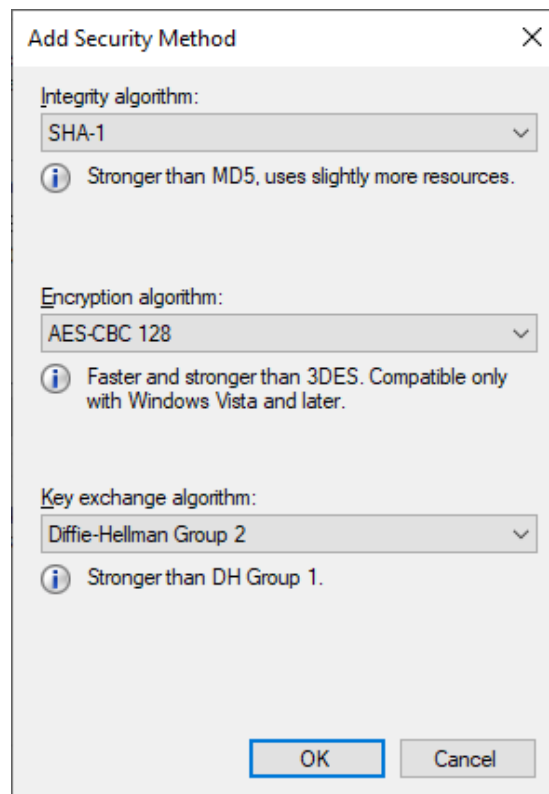 Add Security Method
Integrity algorithm:
SHA-1
Stronger than MD5, uses slightly more resources.
Encryption algorithm:
AES-CBC 128
Faster and stronger than 3DES. Compatible only
with Windows Vista and later.
Key exchange algorithm:
Diffie-Hellman Group 2
Stronger than DH Group 1.
OK Cancel